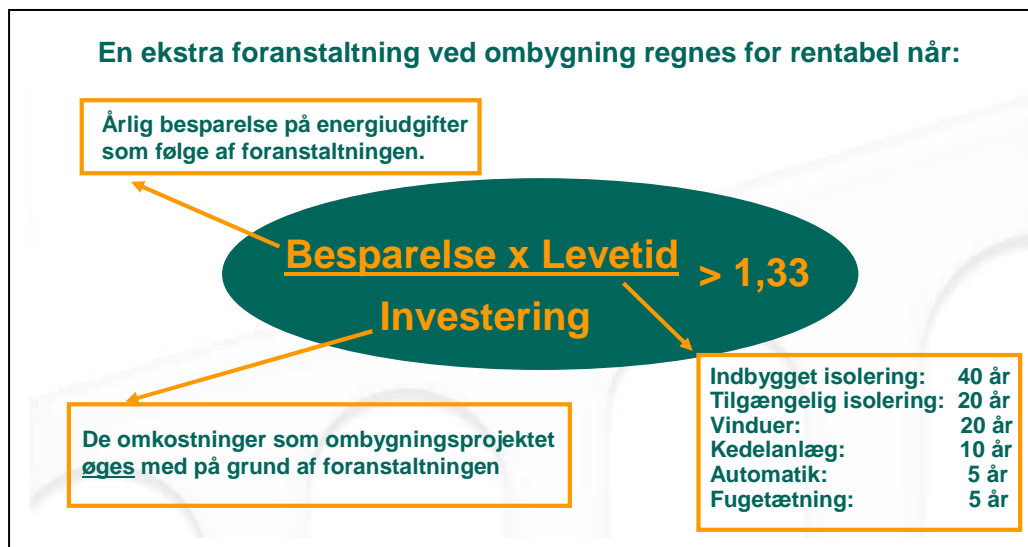 En ekstra foranstaltning ved ombygning regnes for rentabel når:
Årlig besparelse på energiudgifter
som følge af foranstaltningen.
Besparelse x Levetid
> 1,33
Investering
Indbygget isolering: 40 år
Tilgængelig isolering: 20 år
Vinduer: 20 år
Kedelanlæg: 10 år
Automatik: 5 år
Fugetætning: 5 år
De omkostninger som ombygningsprojektet
øges med på grund af foranstaltningen